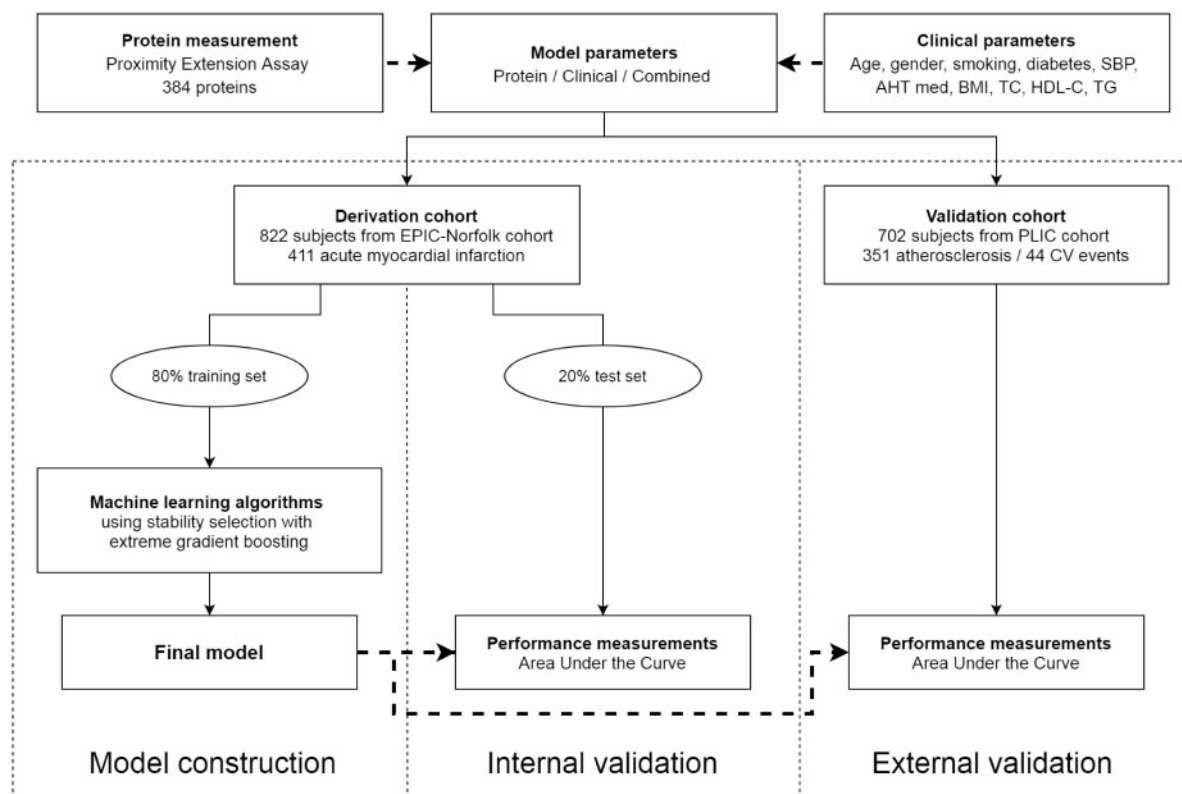 Protein measurement
Proximity Extension Assay
384 proteins
Model parameters
Protein / Clinical / Combined
Clinical parameters
Age, gender, smoking, diabetes, SBP,
AHT med, BMI, TC, HDL-C, TG
Derivation cohort
822 subjects from EPIC-Norfolk cohort
411 acute myocardial infarction
Validation cohort
702 subjects from PLIC cohort
351 atherosclerosis / 44 CV events
80% training set
20% test set
Machine learning algorithms
using stability selection with
extreme gradient boosting
Final model
Performance measurements
Area Under the Curve
Performance measurements
Area Under the Curve
Model construction
Internal validation
External validation